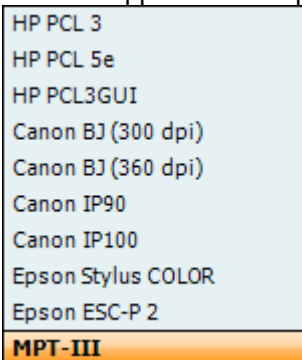 HP PCL 3
HP PCL 5e
HP PCL3GUI
Canon BJ (300 dpi)
Canon BJ (360 dpi)
Canon IP90
Canon IP100
Epson Stylus COLOR
Epson ESC-P 2
MPT-III